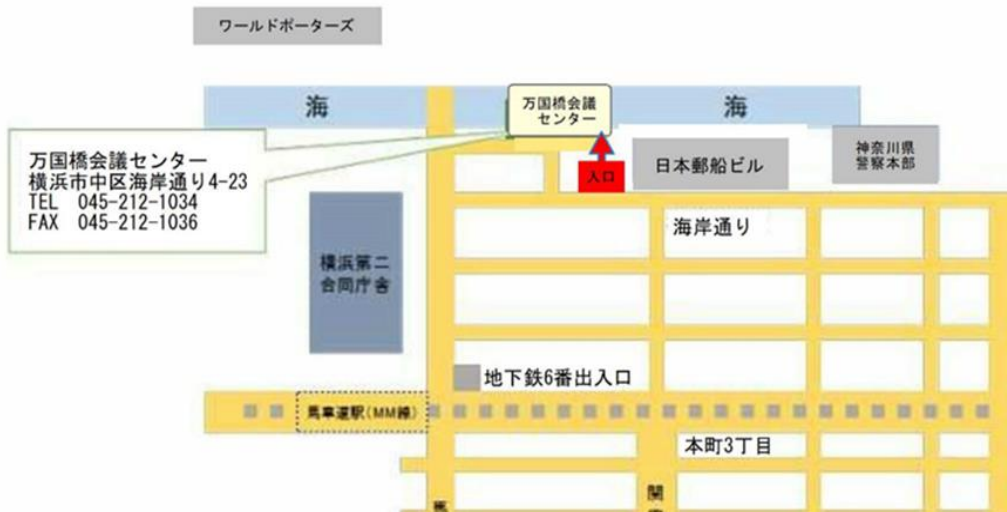 ワールドポーターズ
海
万国橋会議
センター
海
万国橋会議センター
横浜市中区海岸通り4-23
TEL 045-212-1034
FAX 045-212-1036
入口
日本郵船ビル
神奈川県
警察本部
海岸通り
横浜第二
合同庁舎
地下鉄6番出入口
馬車道駅(MM線)
本町3丁目
馬
関